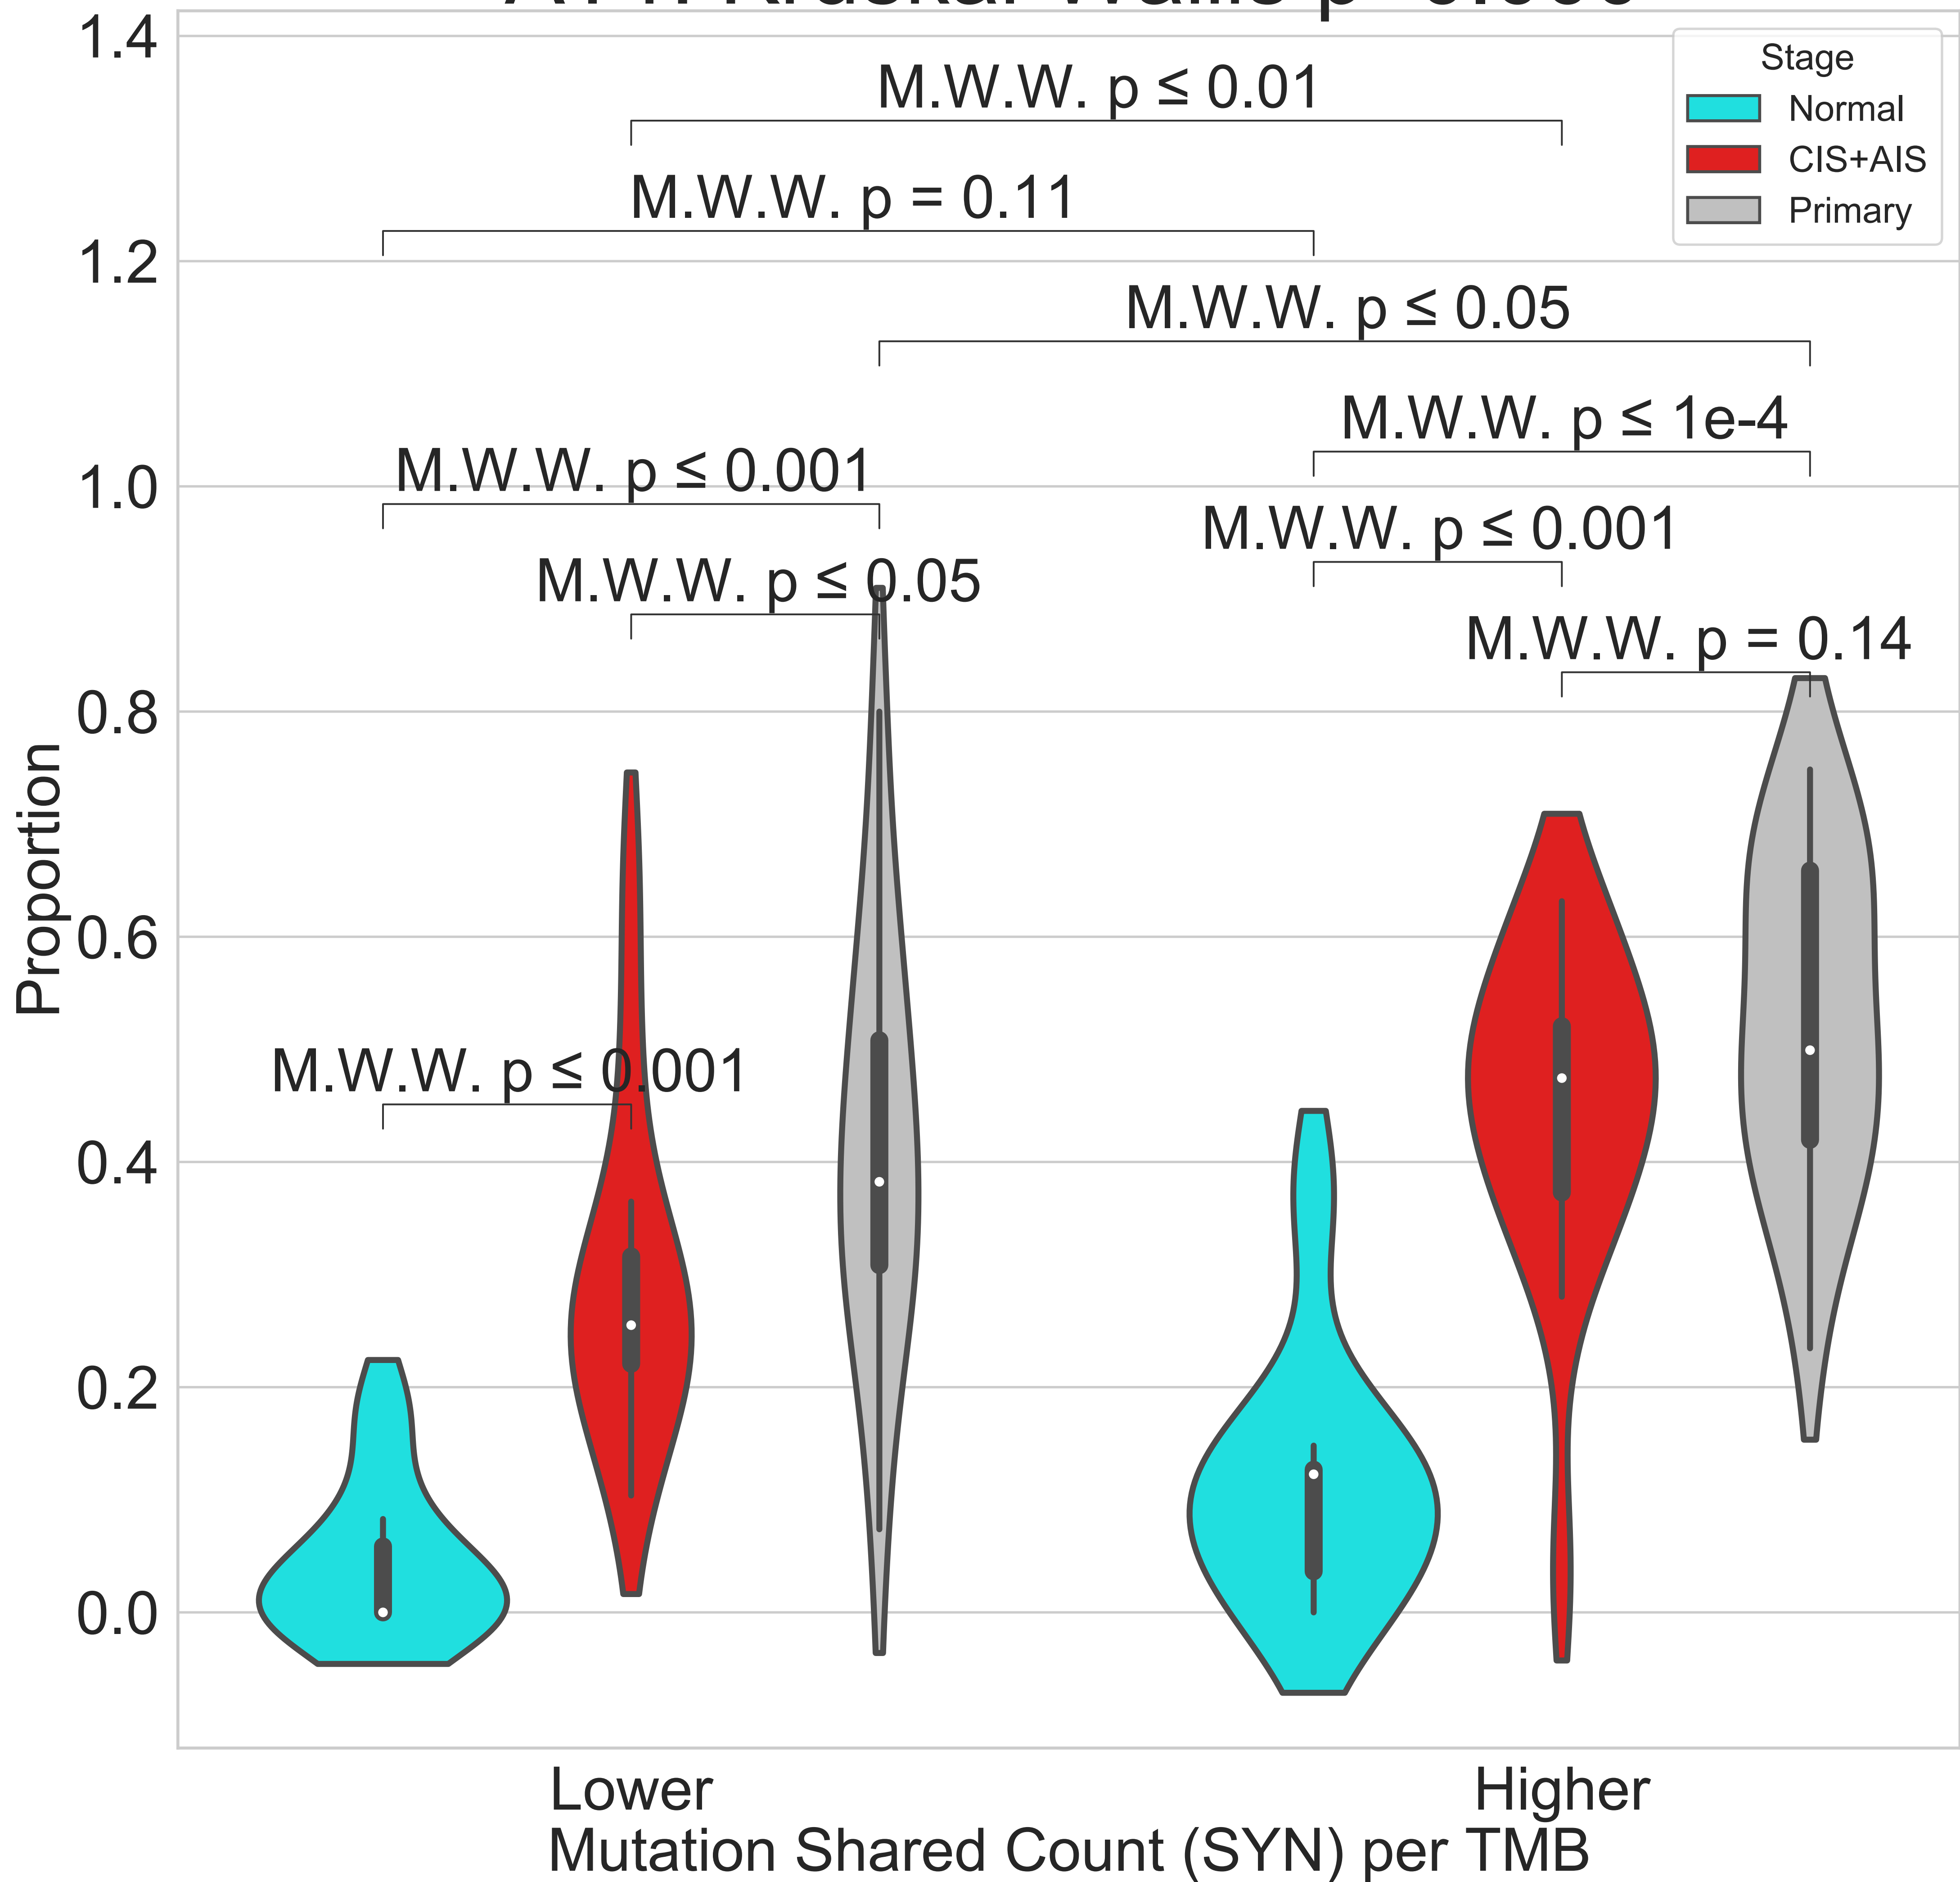 1.4
Stage
M.W.W. p ≤ 0.01
Normal
CIS+AIS
M.W.W. p = 0.11
Primary
1.2
M.W.W. p ≤ 0.05
M.W.W. p ≤ 1e-4
M.W.W. p ≤ 0.001
1.0
M.W.W. p ≤ 0.001
M.W.W. p ≤ 0.05
M.W.W. p = 0.14
0.8
Proportion
0.6
M.W.W. p ≤ 0.001
0.4
0.2
0.0
Lower Higher
Mutation Shared Count (SYN) per TMB